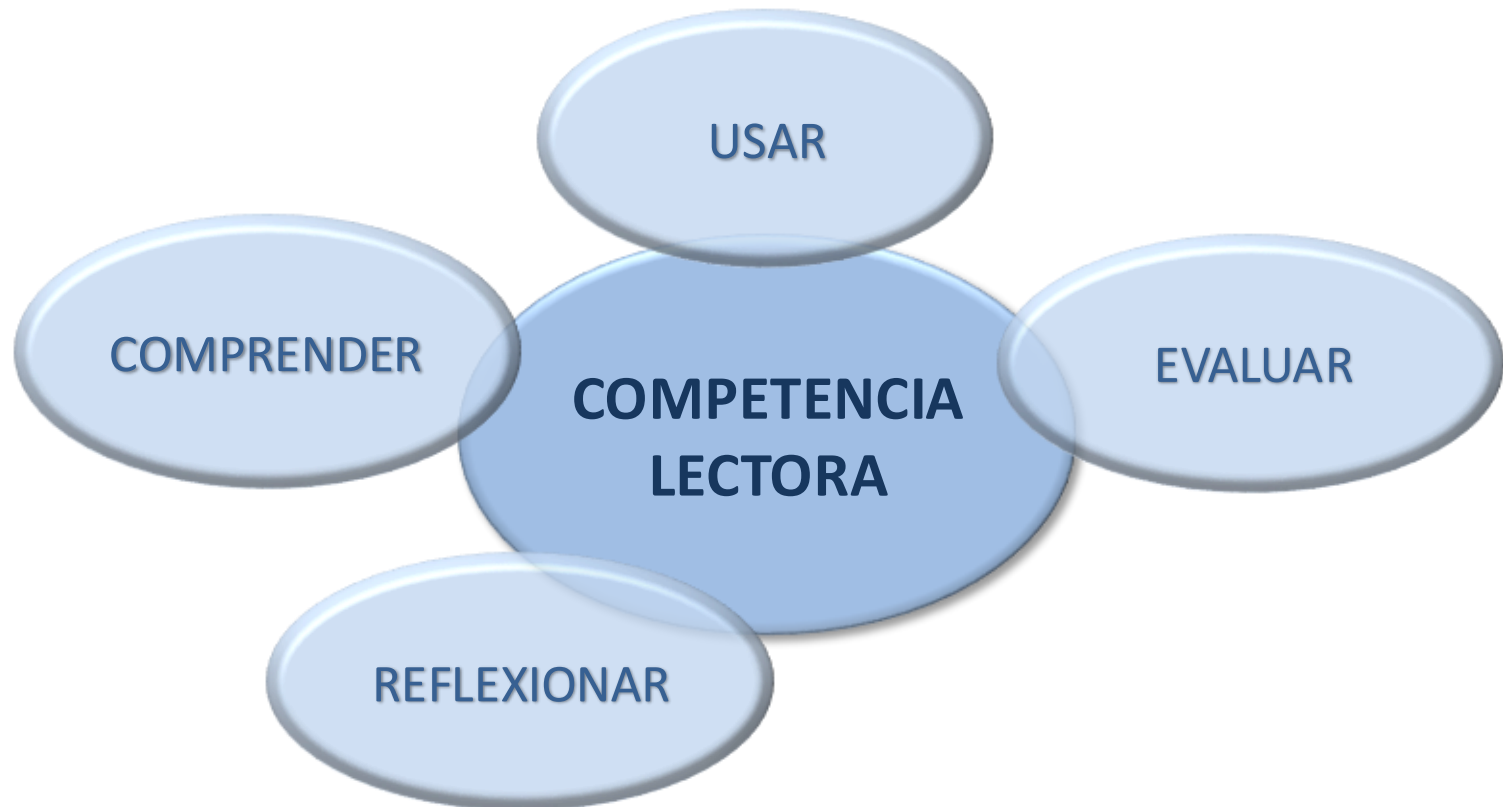 USAR
COMPRENDER
EVALUAR
COMPETENCIA
LECTORA
REFLEXIONAR